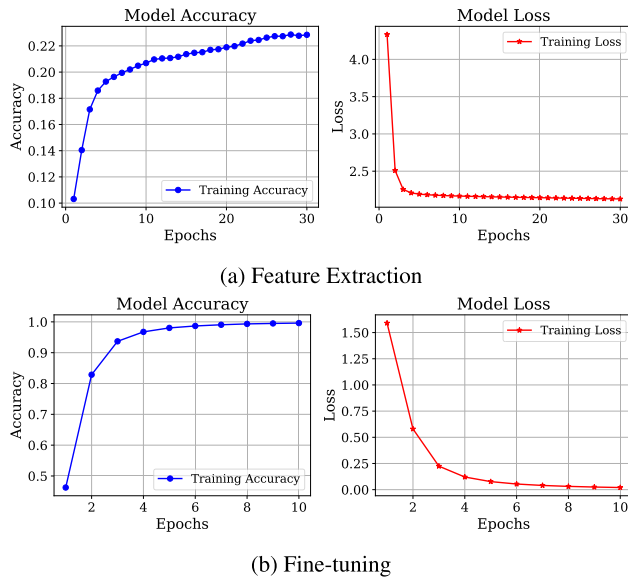 Model Accuracy
Model Loss
0.22
0.20
0.18
0.16
0.14
0.12
0.10
Accuracy
Training Accuracy
0
10
20
30
Epochs
4.0
3.5
3.0
2.5
Loss
Training Loss
0
10
20
30
Epochs
(a) Feature Extraction
Model Accuracy
Model Loss
1.0
0.9
0.8
0.7
0.6
0.5
Accuracy
Training Accuracy
2
4
6
8
10
Epochs
1.50
1.25
1.00
0.75
0.50
0.25
0.00
Loss
Training Loss
2
4
6
8
10
Epochs
(b) Fine-tuning